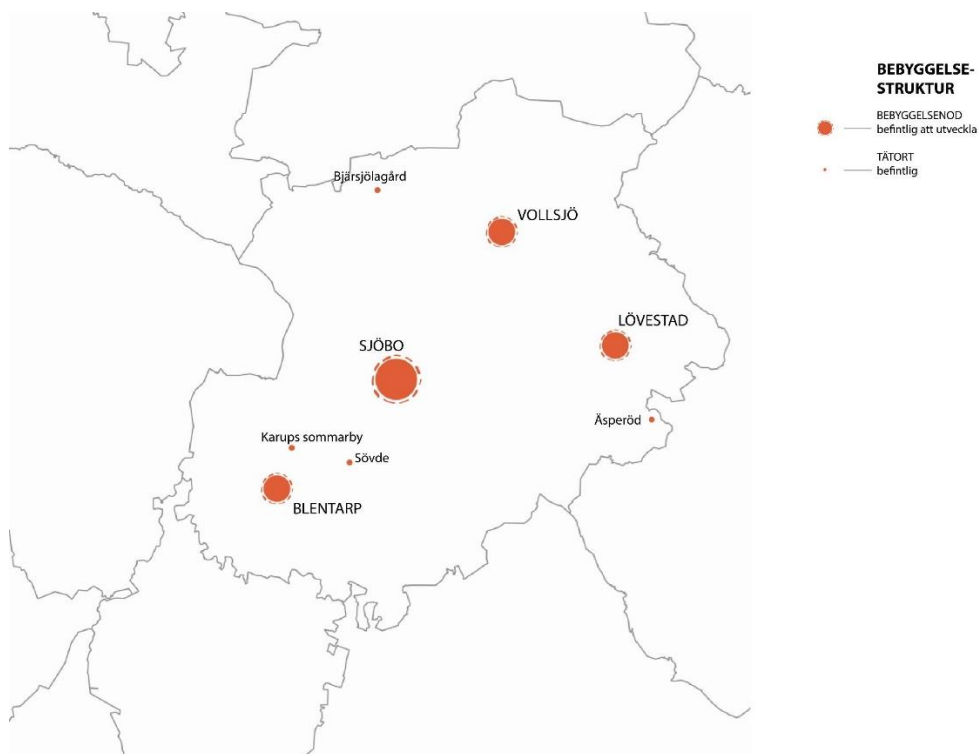 BEBYGGELSE-
STRUKTUR
BEBYGGELSENOD
befintlig att utveckla
TÄTORT
befintlig
Bjärsjölagård
VOLLSJÖ
LÖVESTAD
SJÖBO
Äsperöd
Karups sommarby
Sövde
BLENTARP